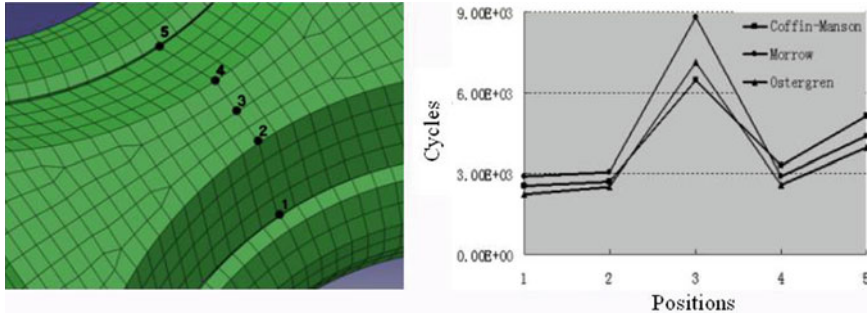 5
4
3
2
1
9.00E+03
6.00E+03
3.00E+03
0.00E+00
Cycles
Coffin-Manson
Morrow
Ostergren
1 2 3 4 5
Positions